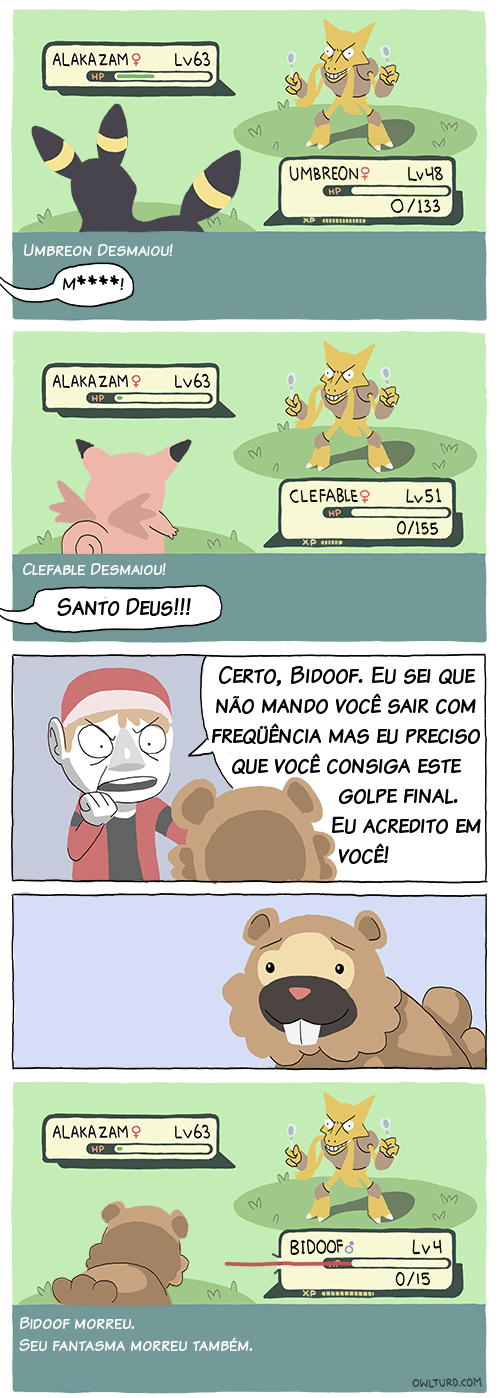 ALAKAZAM♀ Lv63
HP
UMBREON♀ Lv48
HP
0/133
XP
UMBREON DESMAIOU!
M****!
ALAKAZAM♀ Lv63
HP
CLEFABLE♀ Lv51
HP
0/155
XP
CLEFABLE DESMAIOU!
SANTO DEUS!!!
CERTO, BIDOOF. EU SEI QUE
NÃO MANDO VOCÊ SAIR COM
FREQÜÊNCIA MAS EU PRECISO
QUE VOCÊ CONSIGA ESTE
GOLPE FINAL.
EU ACREDITO EM
VOCÊ!
ALAKAZAM♀ Lv63
HP
BIDOOF♂ Lv4
HP
0/15
XP
BIDOOF MORREU.
SEU FANTASMA MORREU TAMBÉM.
OWLTURD.COM